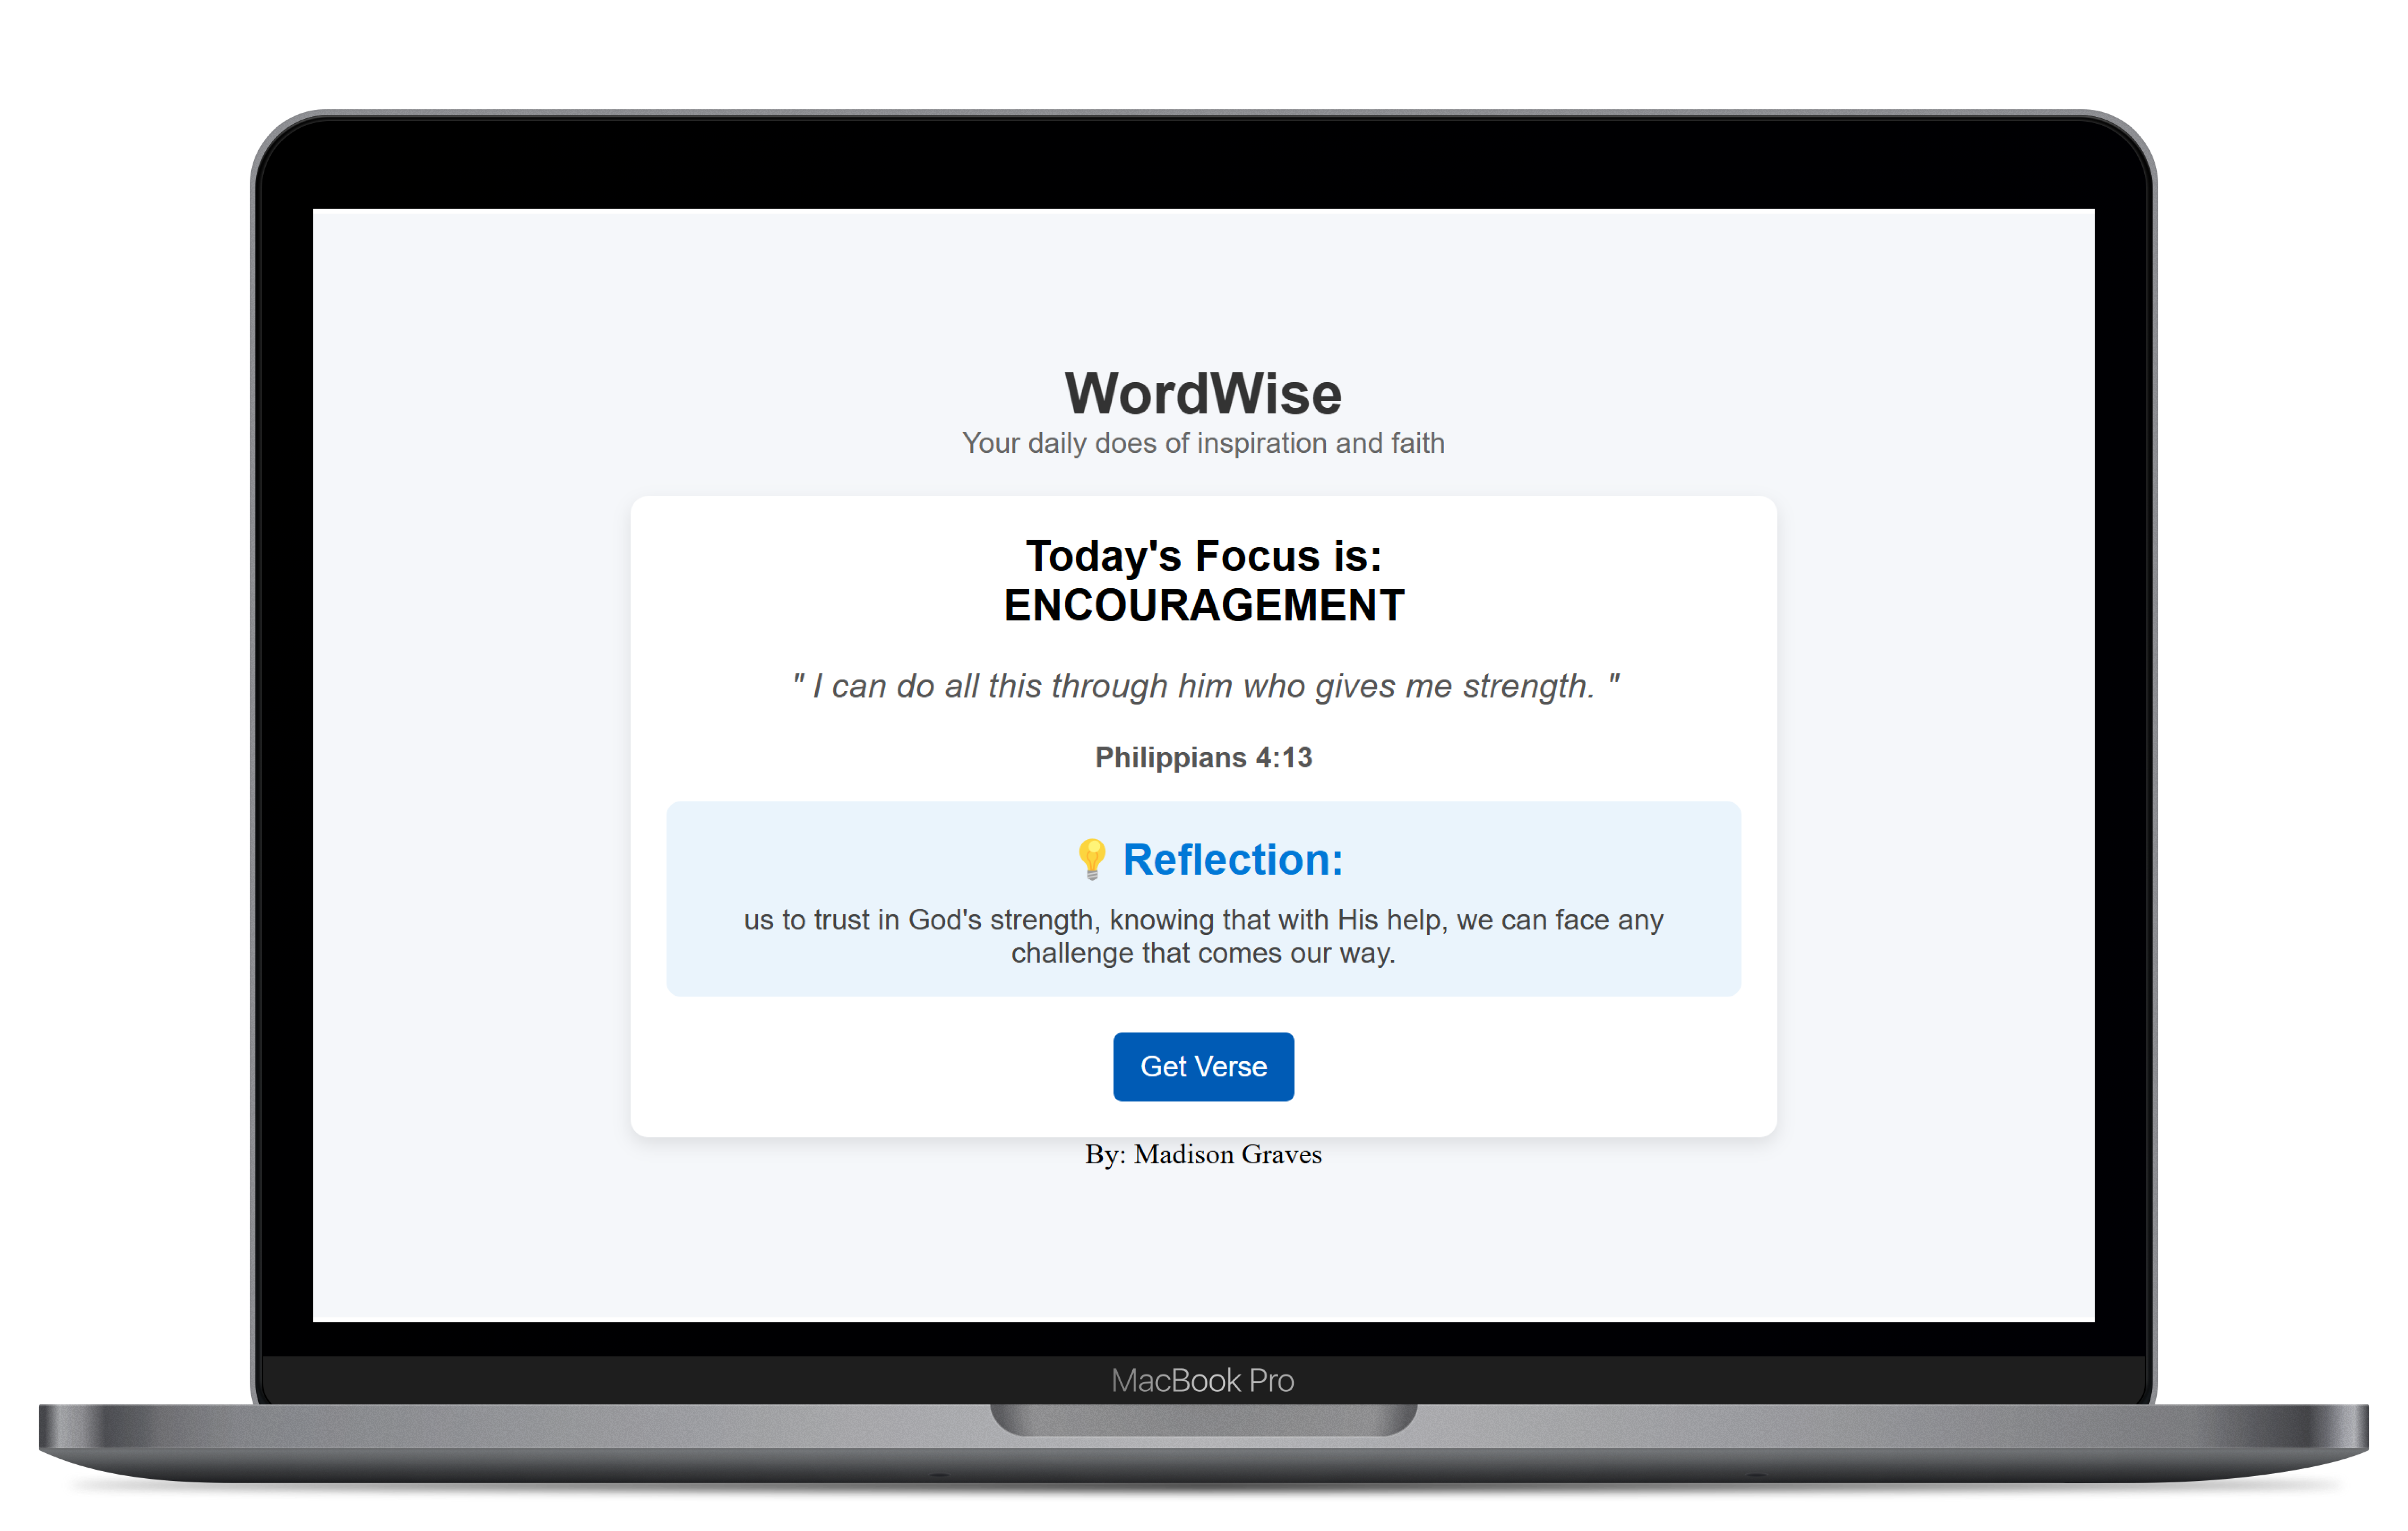 WordWise
Your daily does of inspiration and faith
Today's Focus is:
ENCOURAGEMENT
" I can do all this through him who gives me strength. "
Philippians 4:13
💡 Reflection:
us to trust in God's strength, knowing that with His help, we can face any
challenge that comes our way.
Get Verse
By: Madison Graves
MacBook Pro